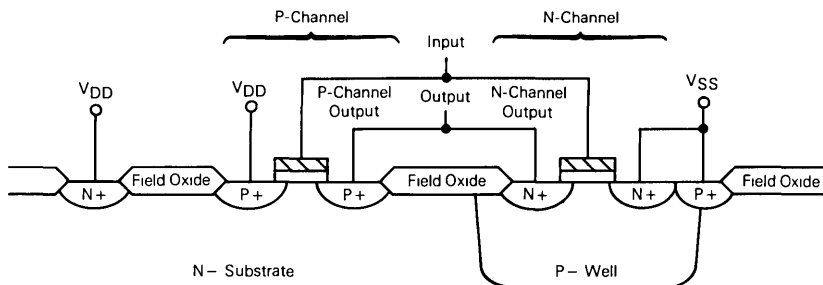 P-Channel
Input
N-Channel
VDD
VDD
P-Channel
Output
Output
N-Channel
Output
VSS
Field Oxide
Field Oxide
Field Oxide
N+
P+
P+
N+
N+
P+
N– Substrate
P– Well